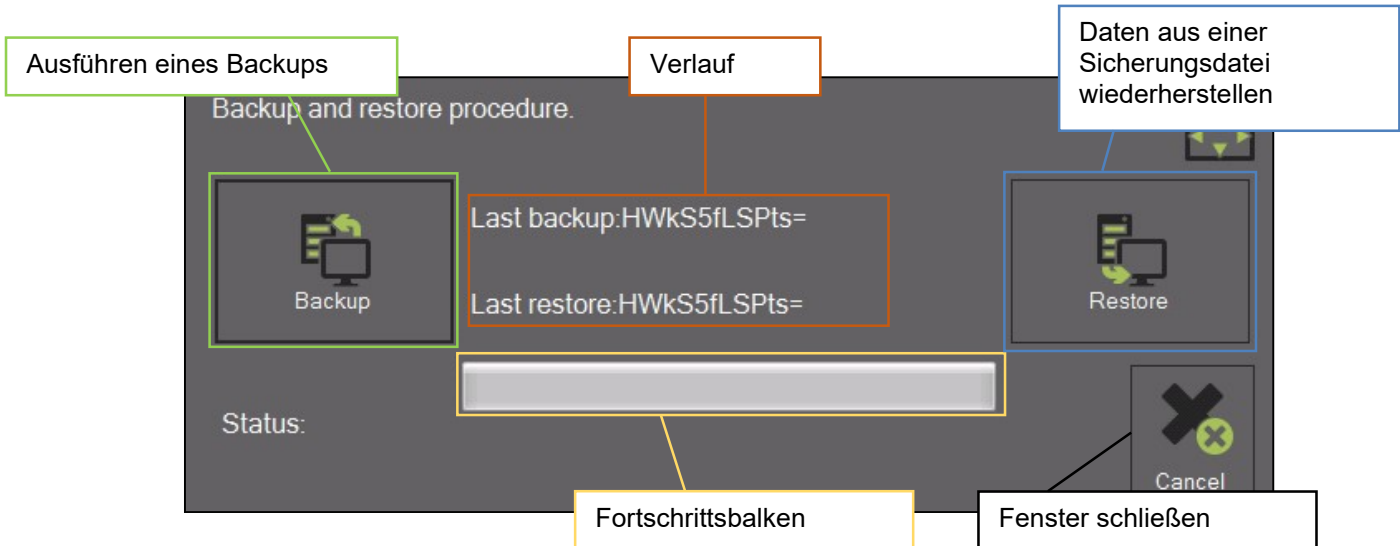 Daten aus einer
Sicherungsdatei
wiederherstellen
Ausführen eines Backups
Verlauf
Backup and restore procedure.
Last backup:HWkS5fLSPts=
Backup
Last restore:HWkS5fLSPts=
Restore
Status:
Cancel
Fortschrittsbalken
Fenster schließen